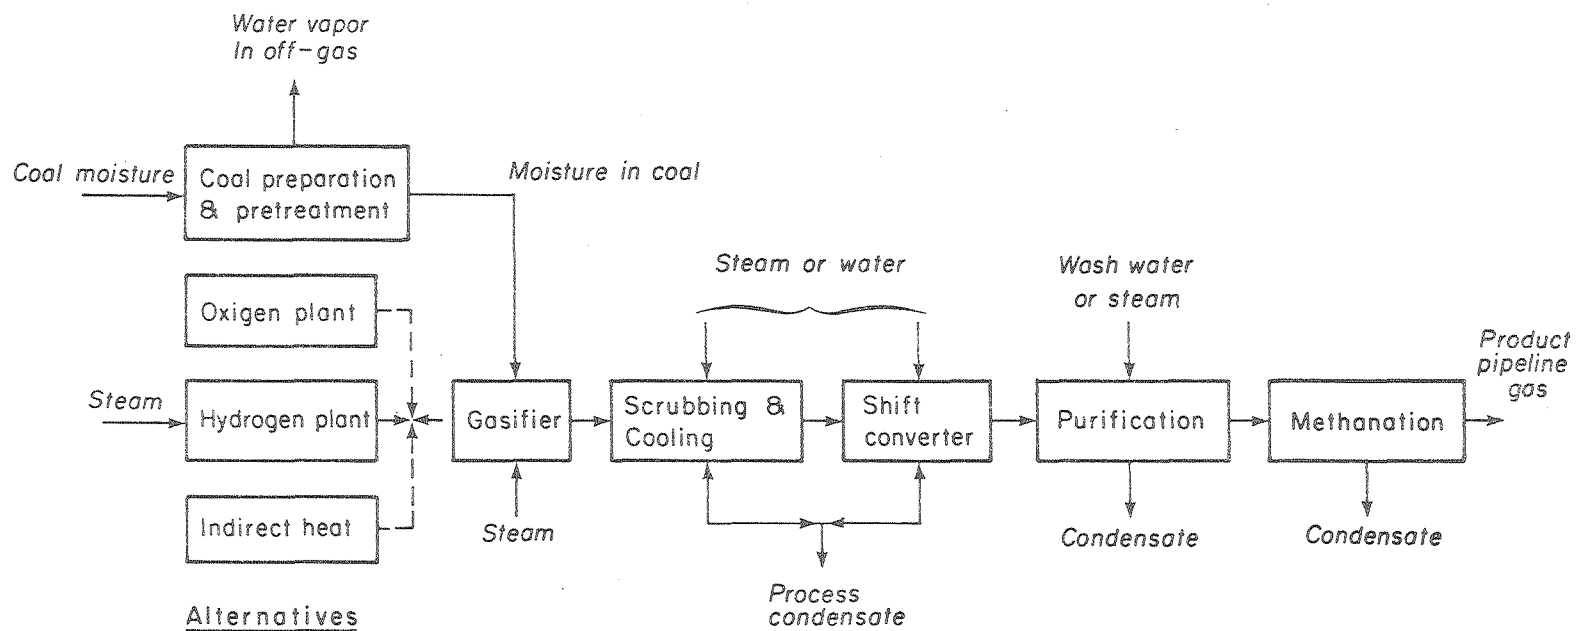 Water vapor
In off-gas
Coal moisture
Coal preparation
& pretreatment
Moisture in coal
Oxigen plant
Steam
Hydrogen plant
Indirect heat
Alternatives
Gasifier
Steam
Steam or water
Scrubbing &
Cooling
Shift
converter
Process
condensate
Wash water
or steam
Purification
Condensate
Methanation
Condensate
Product
pipeline
gas